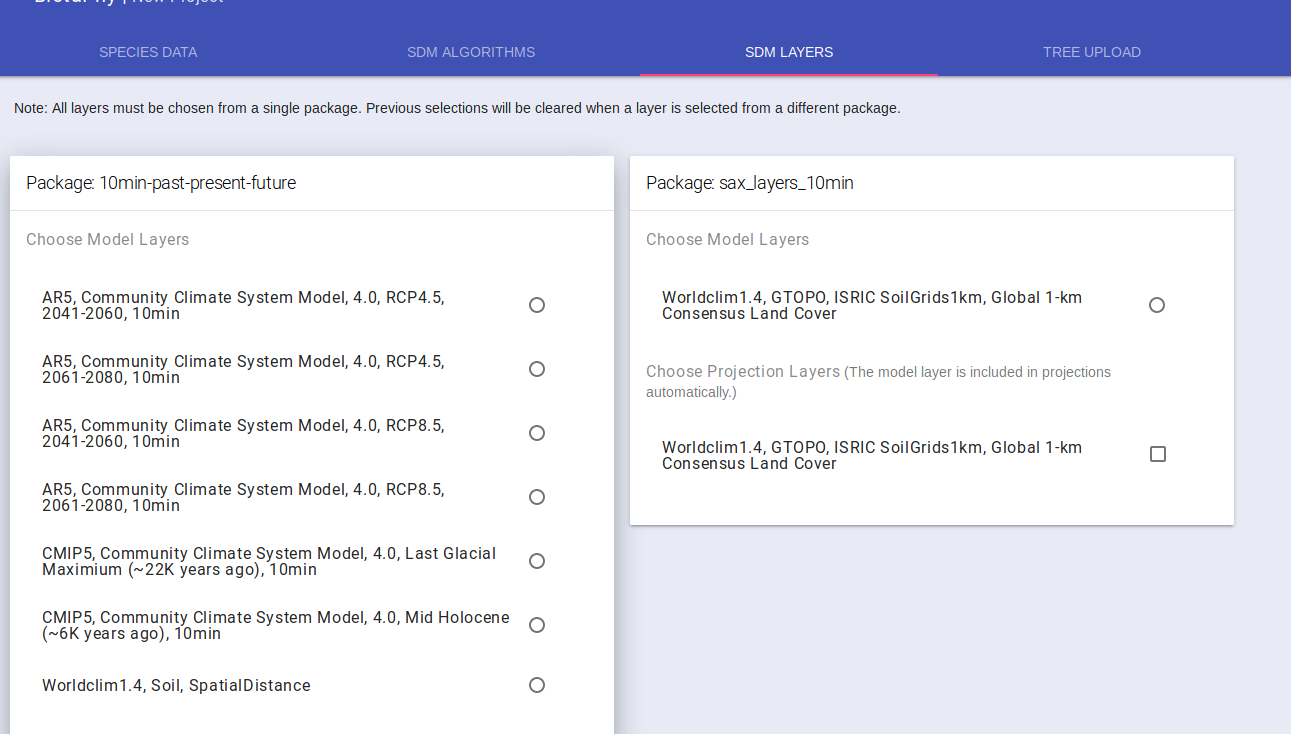 SPECIES DATA
SDM ALGORITHMS
SDM LAYERS
TREE UPLOAD
Note: All layers must be chosen from a single package. Previous selections will be cleared when a layer is selected from a different package.
Package: 10min-past-present-future
Choose Model Layers
AR5, Community Climate System Model, 4.0, RCP4.5,
2041-2060, 10min
AR5, Community Climate System Model, 4.0, RCP4.5,
2061-2080, 10min
AR5, Community Climate System Model, 4.0, RCP8.5,
2041-2060, 10min
AR5, Community Climate System Model, 4.0, RCP8.5,
2061-2080, 10min
CMIP5, Community Climate System Model, 4.0, Last Glacial
Maximium (~22K years ago), 10min
CMIP5, Community Climate System Model, 4.0, Mid Holocene
(~6K years ago), 10min
Worldclim1.4, Soil, SpatialDistance
Package: sax_layers_10min
Choose Model Layers
Worldclim1.4, GTOPO, ISRIC SoilGrids1km, Global 1-km
Consensus Land Cover
Choose Projection Layers (The model layer is included in projections
automatically.)
Worldclim1.4, GTOPO, ISRIC SoilGrids1km, Global 1-km
Consensus Land Cover